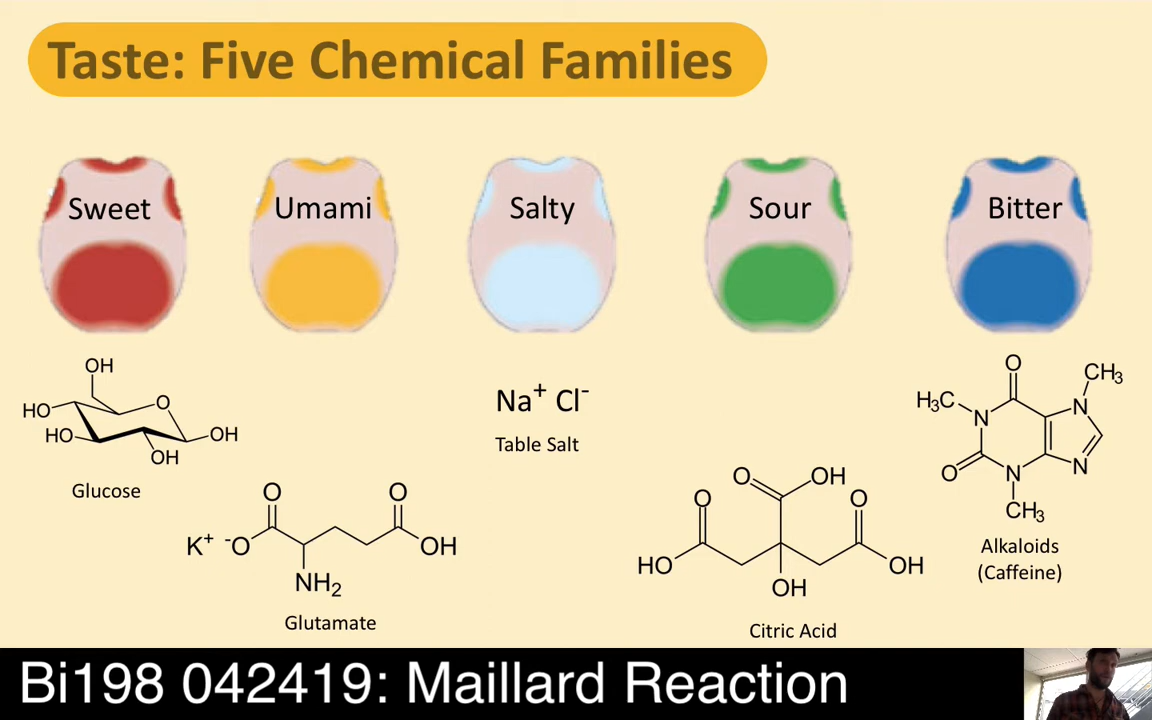 Taste: Five Chemical Families
Sweet
Umami
Salty
Sour
Bitter
OH
HO
O
HO
OH
OH
Glucose
O
O
K⁺ ⁻O
OH
NH₂
Glutamate
Na⁺ Cl⁻
Table Salt
O
OH
O
O
HO
OH
OH
Citric Acid
O
CH₃
H₃C
N
N
O
N
N
CH₃
Alkaloids
(Caffeine)
Bi198 042419: Maillard Reaction